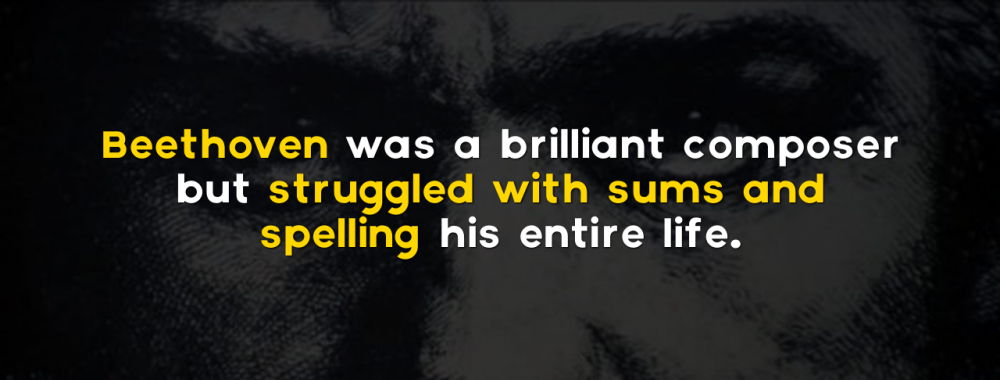 Beethoven was a brilliant composer
but struggled with sums and
spelling his entire life.